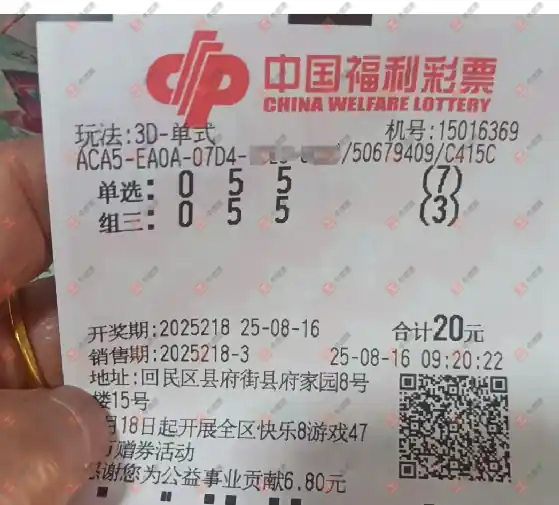 中国福利彩票
CHINA WELFARE LOTTERY
玩法:3D-单式 机号:15016369
ACA5-EA0A-07D4- /50679409/C415C
单选: 0 5 5 (7)
组三: 0 5 5 (3)
开奖期:2025218 25-08-16 合计20元
销售期:2025218-3 25-08-16 09:20:22
地址:回民区县府街县府家园8号
楼15号
月18日起开展全区快乐8游戏47
万赠券活动
感谢您为公益事业贡献6.80元